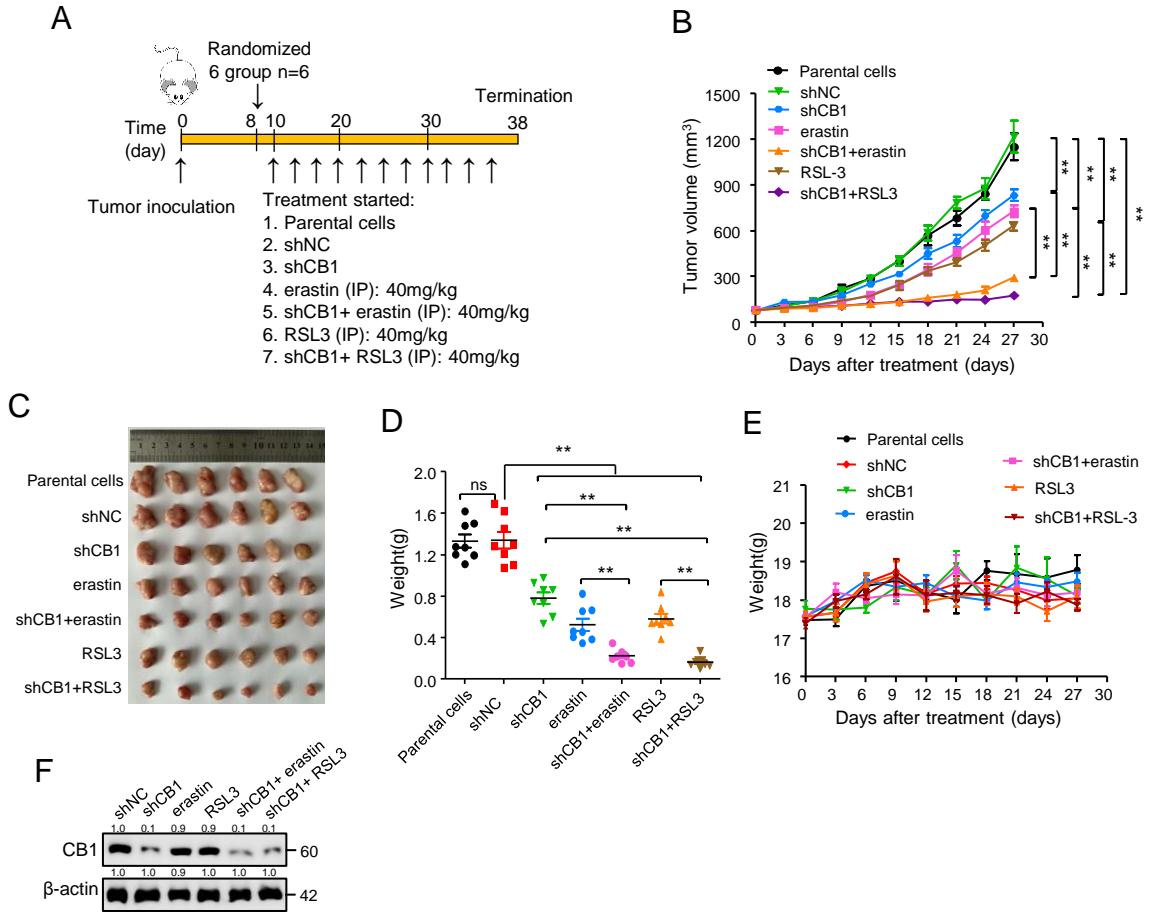 A
Randomized
6 group n=6
Termination
Time
(day)
0 8 10 20 30 38
Tumor inoculation
Treatment started:
1. Parental cells
2. shNC
3. shCB1
4. erastin (IP): 40mg/kg
5. shCB1+ erastin (IP): 40mg/kg
6. RSL3 (IP): 40mg/kg
7. shCB1+ RSL3 (IP): 40mg/kg
B
Parental cells
shNC
shCB1
erastin
shCB1+erastin
RSL-3
shCB1+RSL3
Tumor volume (mm3)
1500
1200
900
600
300
0
0 3 6 9 12 15 18 21 24 27 30
Days after treatment (days)
**
**
**
**
**
**
**
**
C
Parental cells
shNC
shCB1
erastin
shCB1+erastin
RSL3
shCB1+RSL3
D
Weight(g)
2.0
1.6
1.2
0.8
0.4
0.0
ns
**
**
**
**
**
Parental cells
shNC
shCB1
erastin
shCB1+erastin
RSL3
shCB1+RSL3
E
Parental cells
shNC
shCB1
erastin
shCB1+erastin
RSL3
shCB1+RSL-3
Weight(g)
21
20
19
18
17
16
0 3 6 9 12 15 18 21 24 27 30
Days after treatment (days)
F
shNC
shCB1
erastin
RSL3
shCB1+ erastin
shCB1+ RSL3
1.0 0.1 0.9 0.9 0.1 0.1
CB1
60
1.0 1.0 0.9 1.0 1.0 1.0
β-actin
42